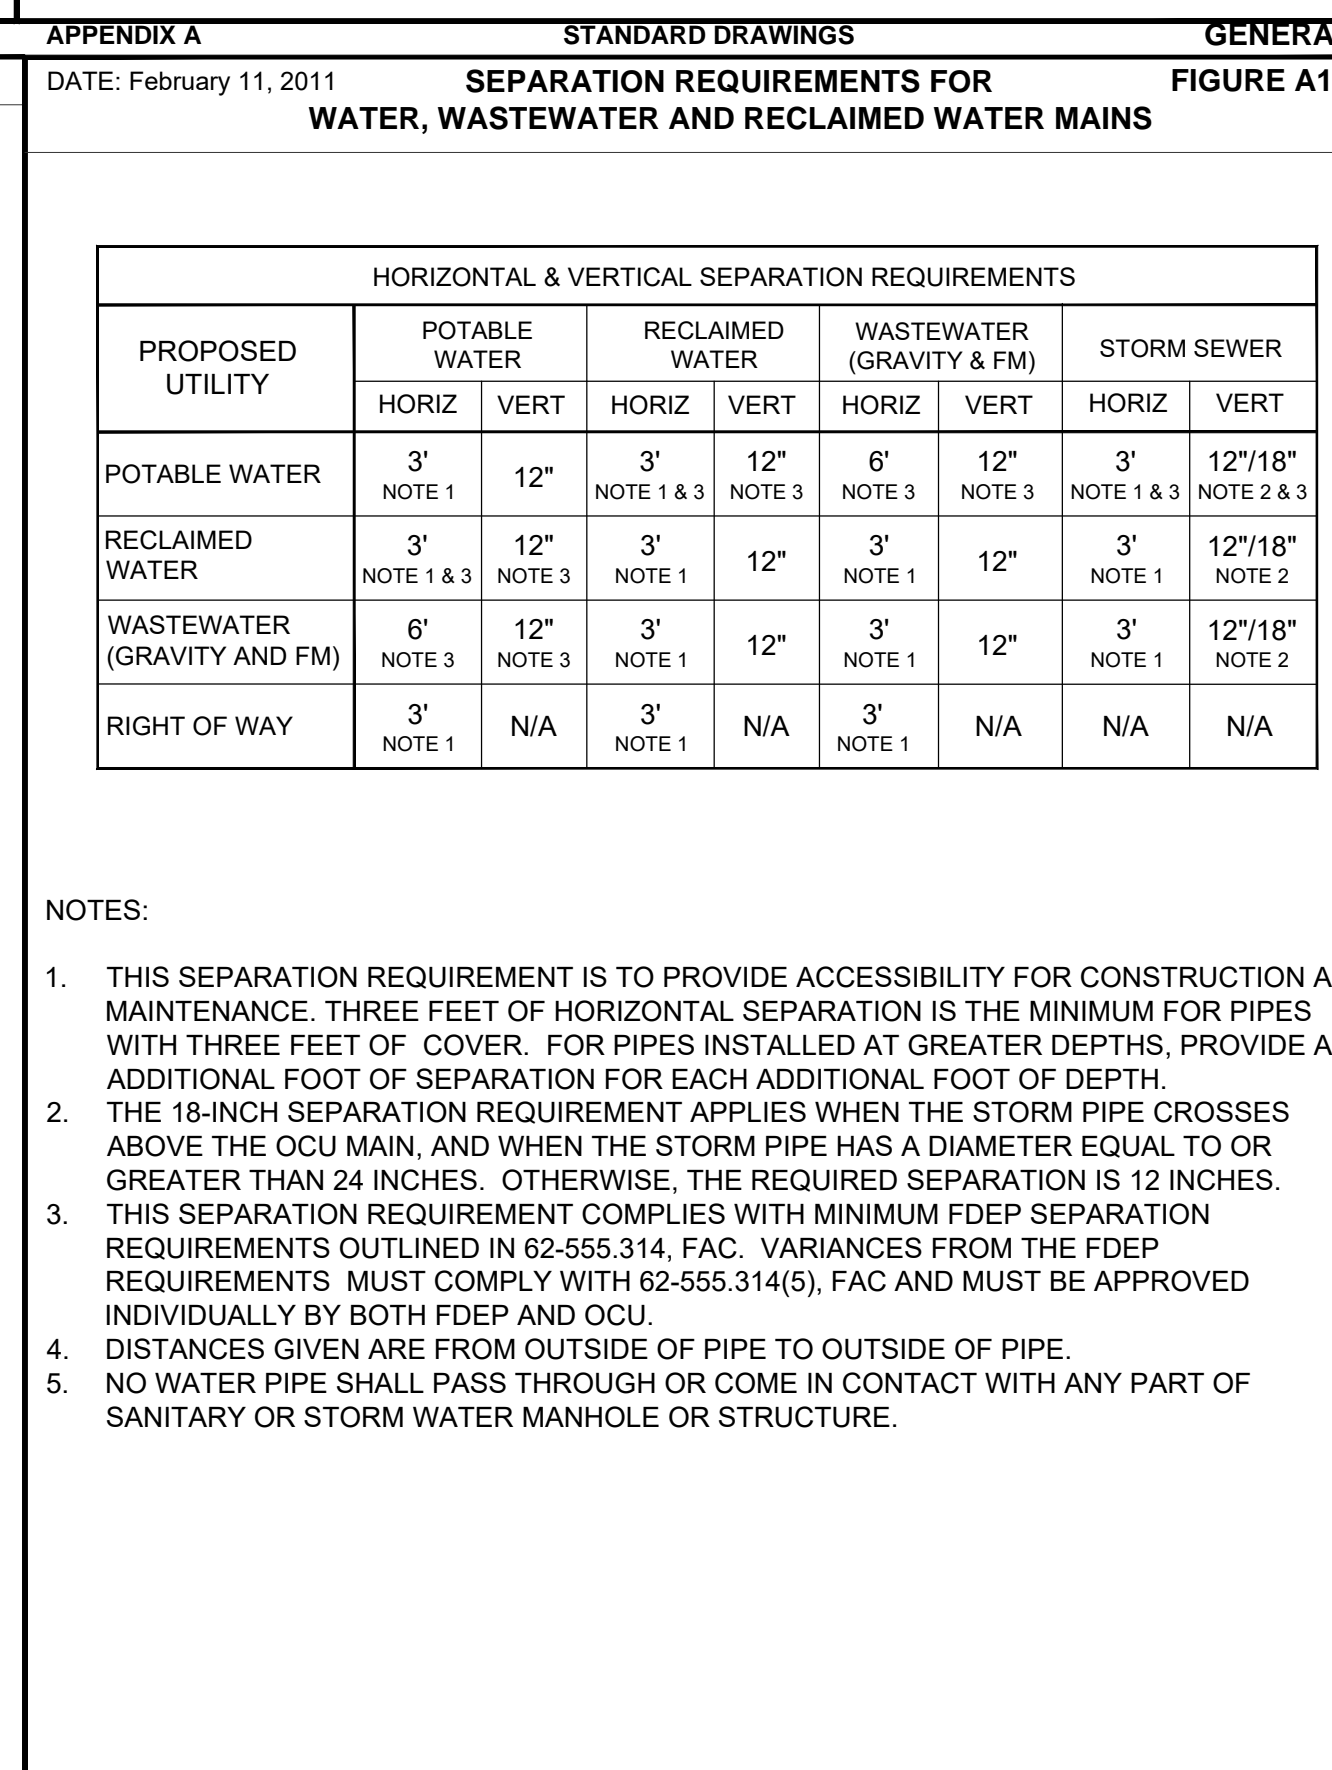 APPENDIX A STANDARD DRAWINGS GENERA
DATE: February 11, 2011 SEPARATION REQUIREMENTS FOR FIGURE A1
WATER, WASTEWATER AND RECLAIMED WATER MAINS
HORIZONTAL & VERTICAL SEPARATION REQUIREMENTS
PROPOSED
UTILITY
POTABLE
WATER
RECLAIMED
WATER
WASTEWATER
(GRAVITY & FM)
STORM SEWER
HORIZ VERT HORIZ VERT HORIZ VERT HORIZ VERT
POTABLE WATER
3' 12" 3' 12" 6' 12" 3' 12"/18"
NOTE 1 NOTE 1 & 3 NOTE 3 NOTE 3 NOTE 3 NOTE 1 & 3 NOTE 2 & 3
RECLAIMED
WATER
3' 12" 3' 12" 3' 12" 3' 12"/18"
NOTE 1 & 3 NOTE 3 NOTE 1 NOTE 1 NOTE 1 NOTE 2
WASTEWATER
(GRAVITY AND FM)
6' 12" 3' 12" 3' 12" 3' 12"/18"
NOTE 3 NOTE 3 NOTE 1 NOTE 1 NOTE 1 NOTE 2
RIGHT OF WAY
3' N/A 3' N/A 3' N/A N/A N/A
NOTE 1 NOTE 1 NOTE 1
NOTES:
1. THIS SEPARATION REQUIREMENT IS TO PROVIDE ACCESSIBILITY FOR CONSTRUCTION A
MAINTENANCE. THREE FEET OF HORIZONTAL SEPARATION IS THE MINIMUM FOR PIPES
WITH THREE FEET OF COVER. FOR PIPES INSTALLED AT GREATER DEPTHS, PROVIDE A
ADDITIONAL FOOT OF SEPARATION FOR EACH ADDITIONAL FOOT OF DEPTH.
2. THE 18-INCH SEPARATION REQUIREMENT APPLIES WHEN THE STORM PIPE CROSSES
ABOVE THE OCU MAIN, AND WHEN THE STORM PIPE HAS A DIAMETER EQUAL TO OR
GREATER THAN 24 INCHES. OTHERWISE, THE REQUIRED SEPARATION IS 12 INCHES.
3. THIS SEPARATION REQUIREMENT COMPLIES WITH MINIMUM FDEP SEPARATION
REQUIREMENTS OUTLINED IN 62-555.314, FAC. VARIANCES FROM THE FDEP
REQUIREMENTS MUST COMPLY WITH 62-555.314(5), FAC AND MUST BE APPROVED
INDIVIDUALLY BY BOTH FDEP AND OCU.
4. DISTANCES GIVEN ARE FROM OUTSIDE OF PIPE TO OUTSIDE OF PIPE.
5. NO WATER PIPE SHALL PASS THROUGH OR COME IN CONTACT WITH ANY PART OF
SANITARY OR STORM WATER MANHOLE OR STRUCTURE.